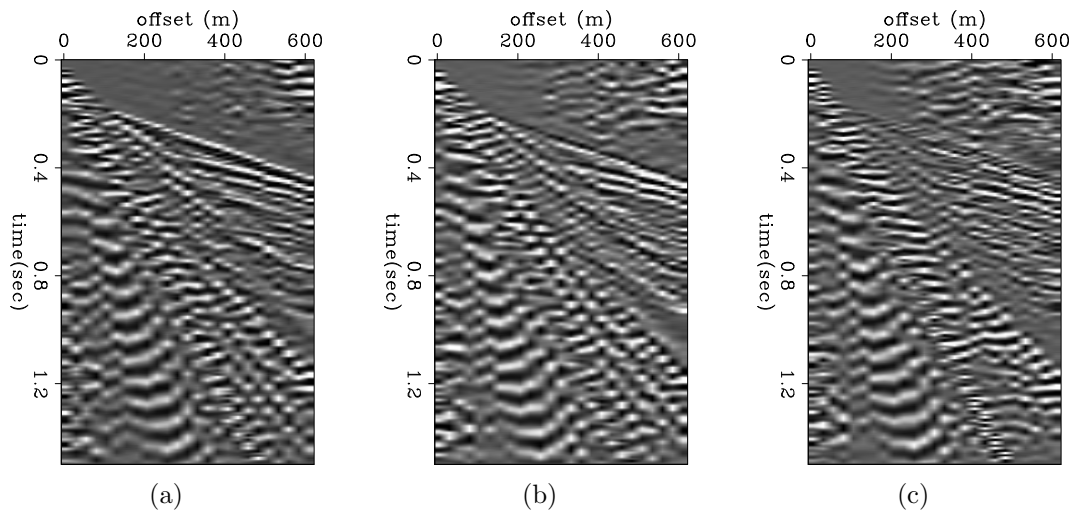 offset (m) offset (m) offset (m)
0 200 400 600 0 200 400 600 0 200 400 600
0 0 0
0.4 0.4 0.4
time(sec) time(sec) time(sec)
0.8 0.8 0.8
1.2 1.2 1.2
(a) (b) (c)